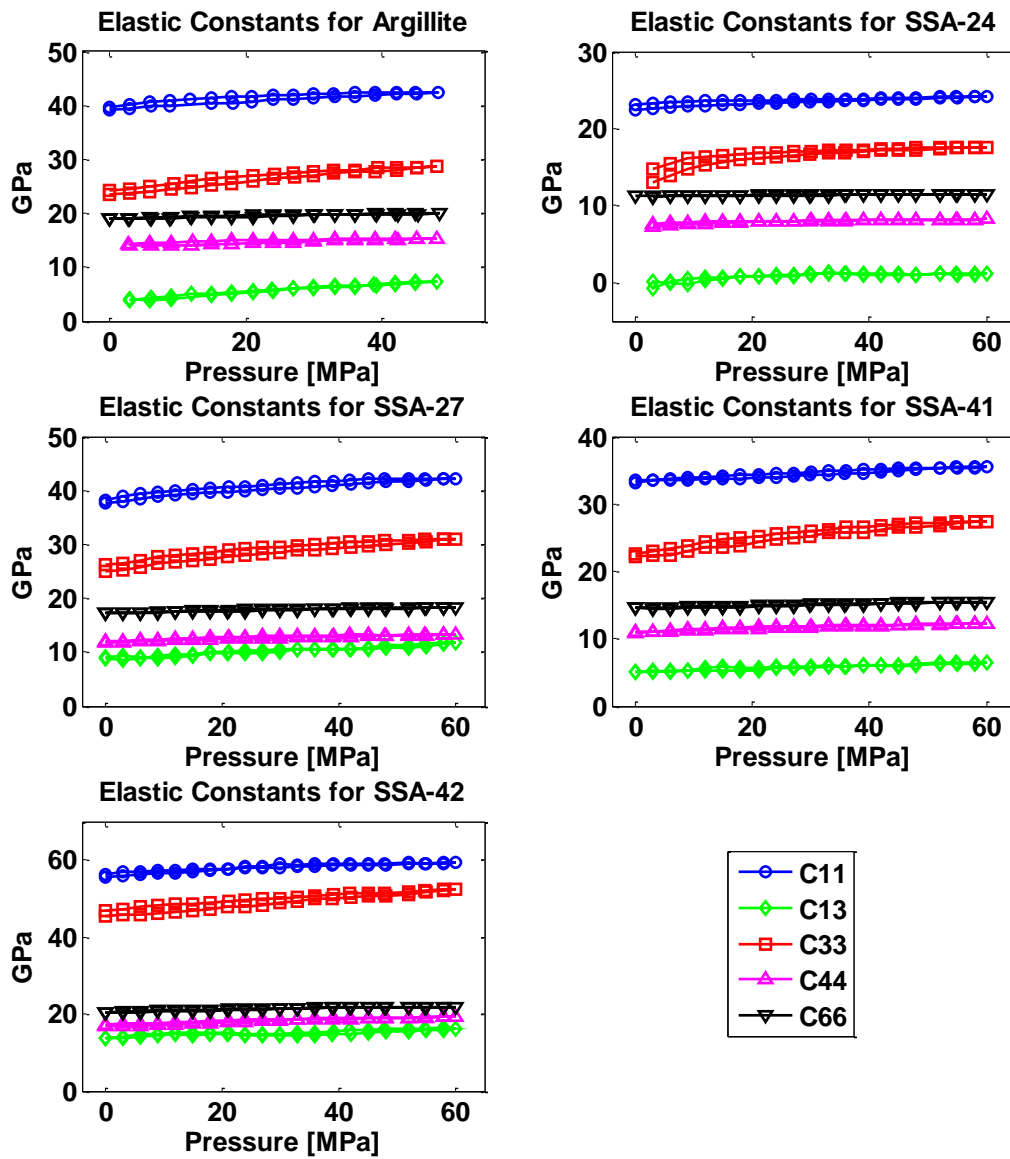 Elastic Constants for Argillite
50
40
30
20
10
0
GPa
0 20 40
Pressure [MPa]
Elastic Constants for SSA-24
30
20
10
0
GPa
0 20 40 60
Pressure [MPa]
Elastic Constants for SSA-27
50
40
30
20
10
0
GPa
0 20 40 60
Pressure [MPa]
Elastic Constants for SSA-41
40
30
20
10
0
GPa
0 20 40 60
Pressure [MPa]
Elastic Constants for SSA-42
60
40
20
0
GPa
0 20 40 60
Pressure [MPa]
C11
C13
C33
C44
C66